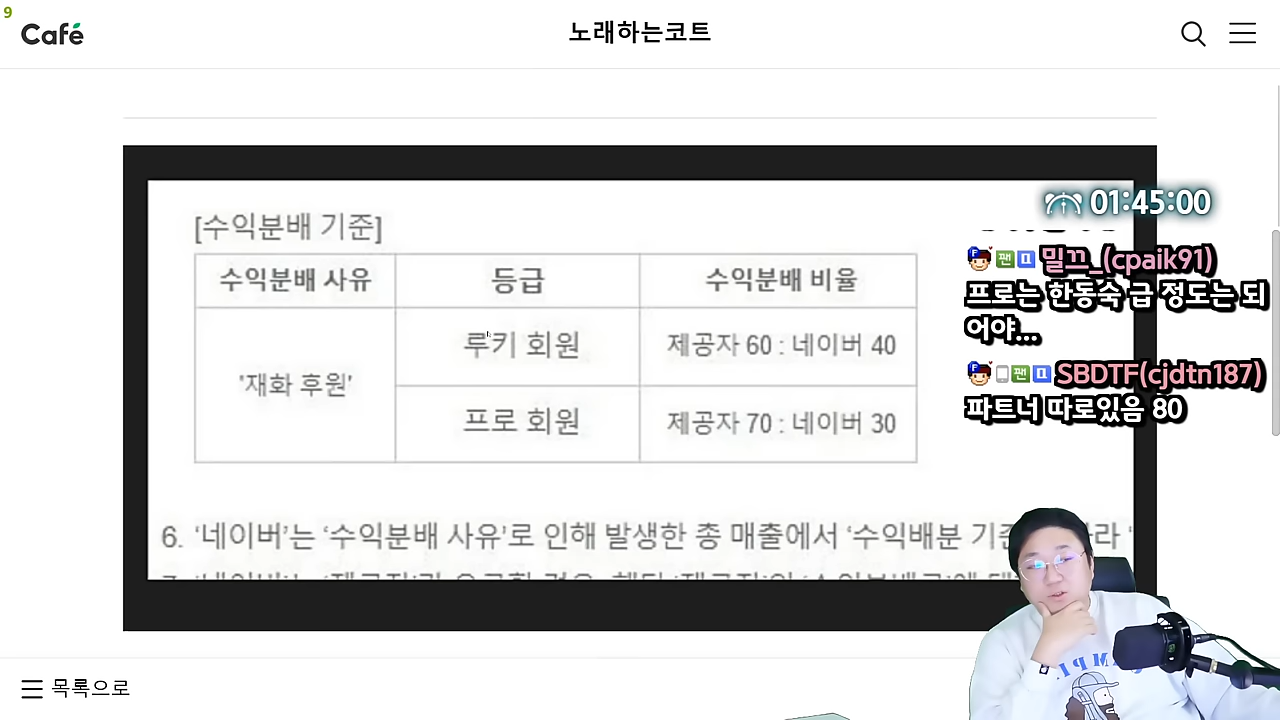 9
Café
노래하는코트
[수익분배 기준]
수익분배 사유 등급 수익분배 비율
'재화 후원'
루키 회원 제공자 60 : 네이버 40
프로 회원 제공자 70 : 네이버 30
6. ‘네이버’는 ‘수익분배 사유’로 인해 발생한 총 매출에서 ‘수익배분
목록으로
01:45:00
밀끄_(cpaik91)
프로는 한동숙 급 정도는 되
어야...
SBDTF(cjdtn187)
파트너 따로있음 80